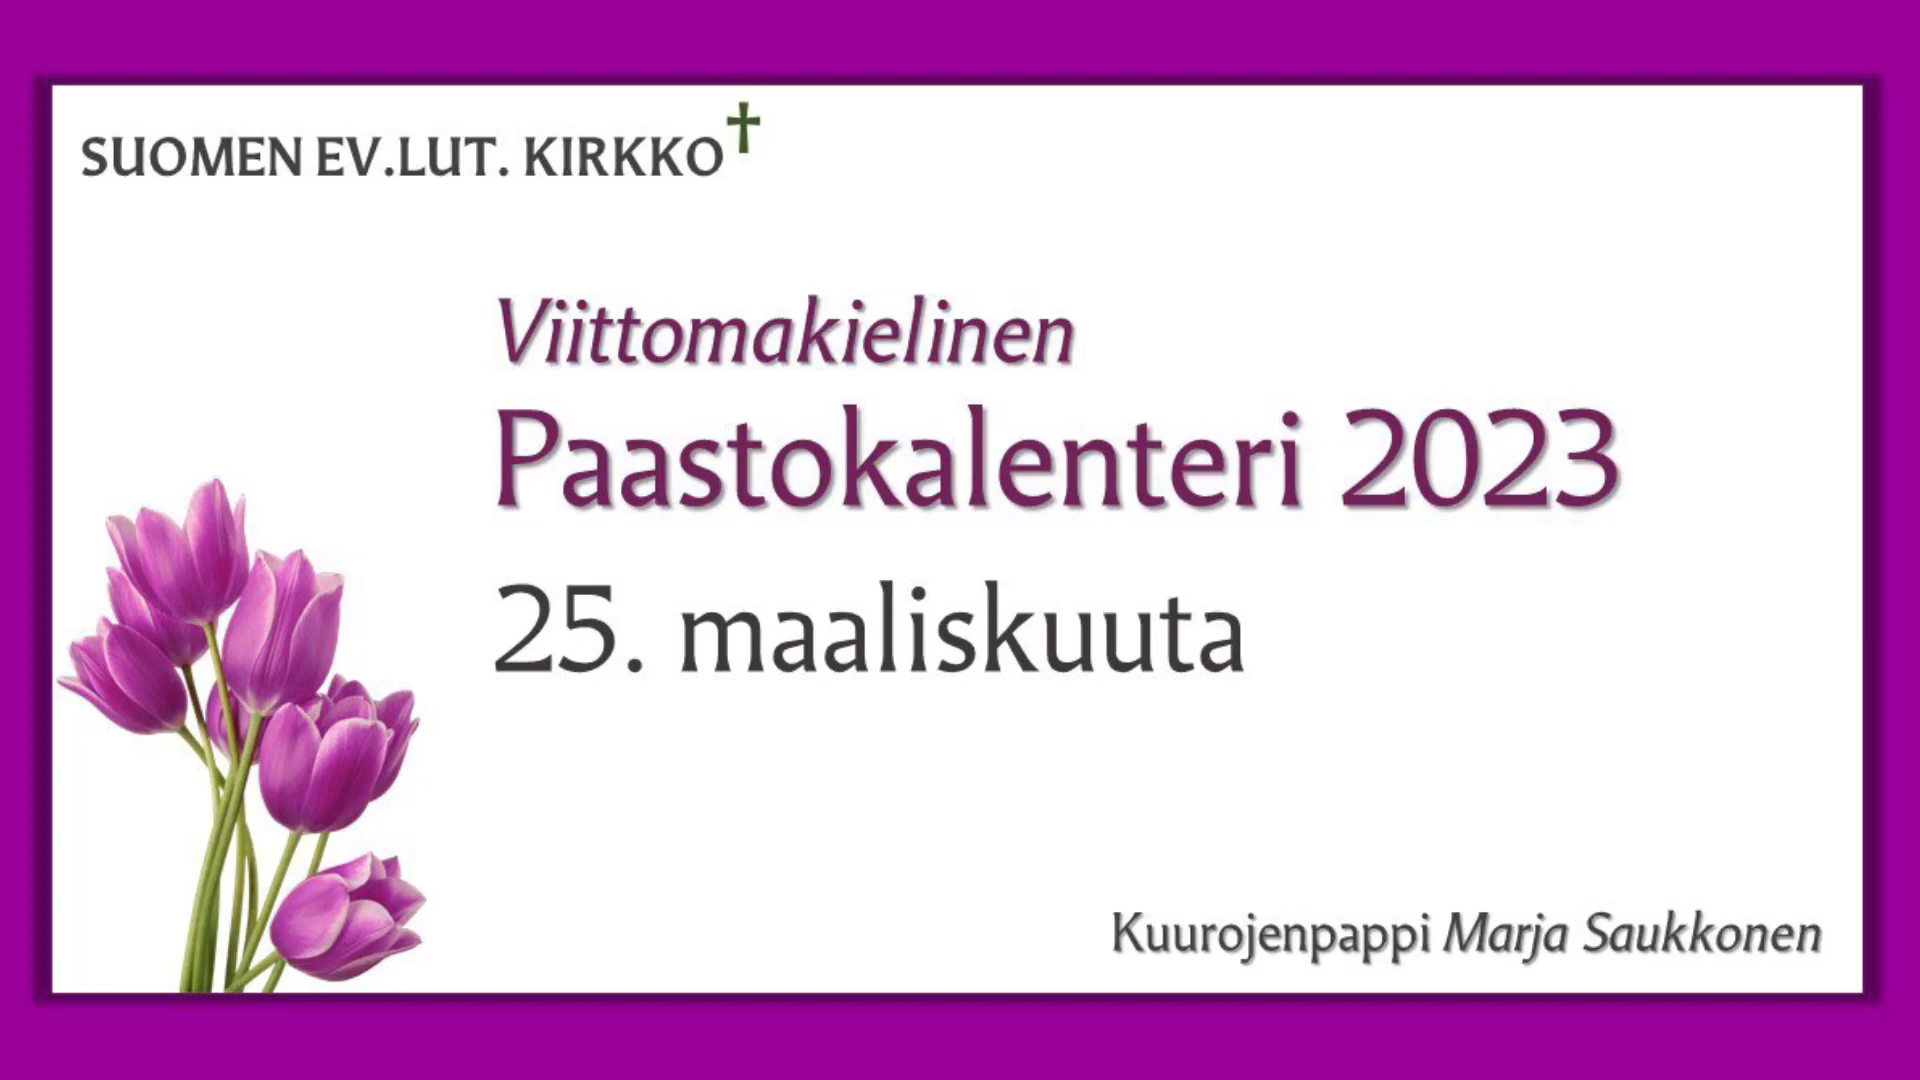 SUOMEN EV.LUT. KIRKKO
Viittomakielinen
Paastokalenteri 2023
25. maaliskuuta
Kuurojenpappi Marja Saukkonen